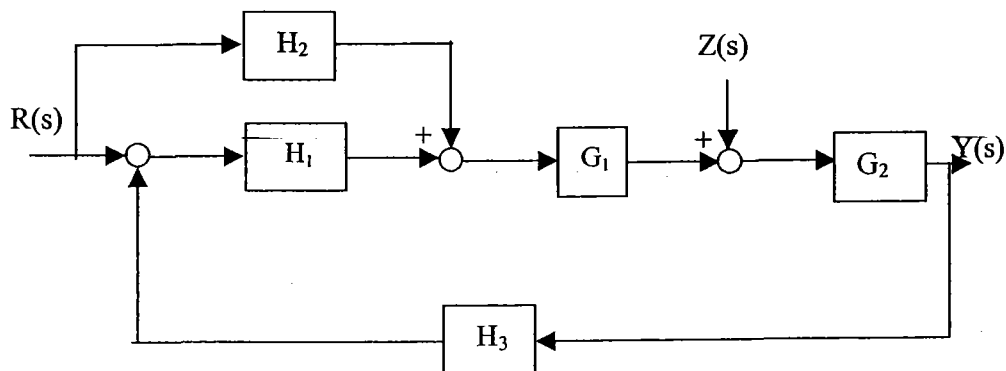 H₂
Z(s)
R(s)
+
H₁
+
G₁
+
G₂
Y(s)
H₃